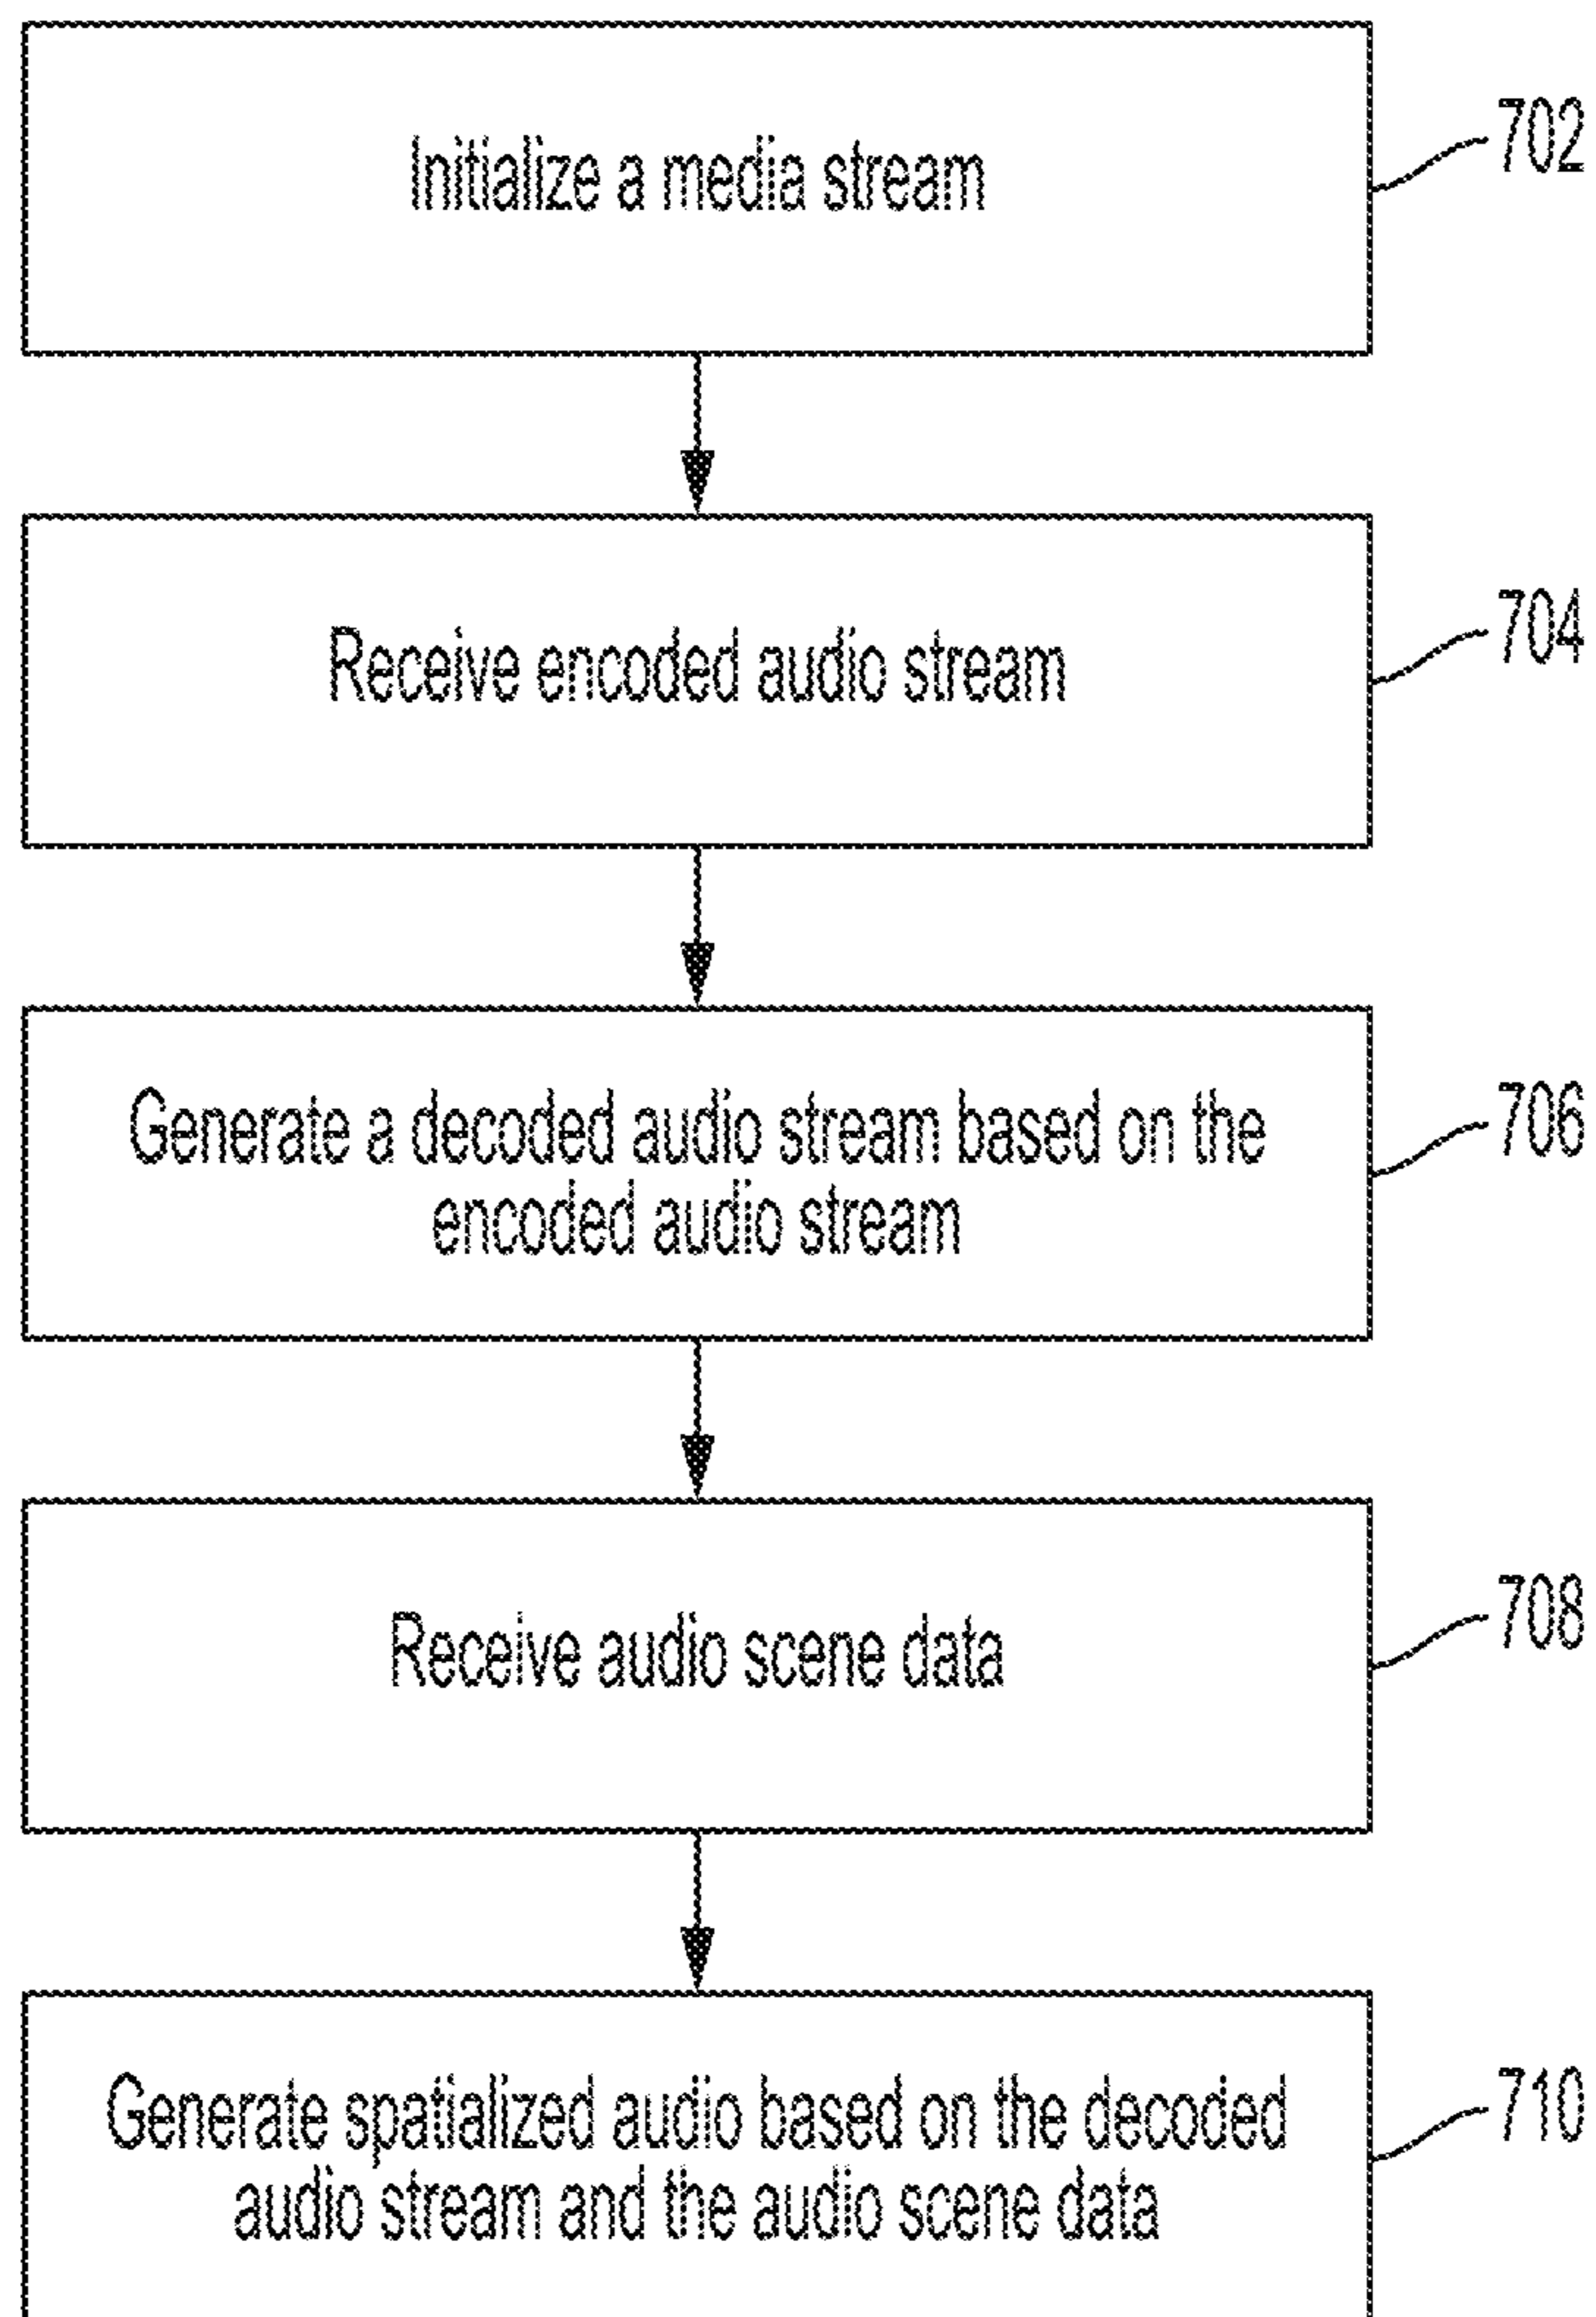 Initialize a media stream
702
Receive encoded audio stream
704
Generate a decoded audio stream based on the
encoded audio stream
706
Receive audio scene data
708
Generate spatialized audio based on the decoded
audio stream and the audio scene data
710